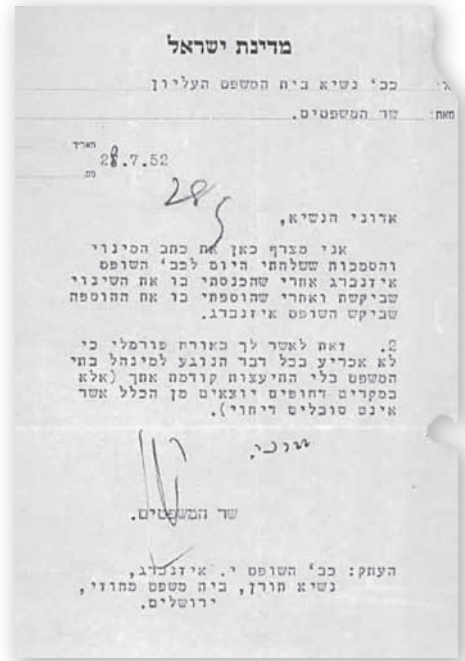 מדינת ישראל
כב' נשיא בית המשפט העליון
מאת: שר המשפטים.
תאריך
28.7.52
מס.
28
אדוני הנשיא,
אני מצרף כאן את כתב המינוי
והסמכות ששלחתי היום לכב' השופט
איזנברג אחרי שהכנסתי בו את השינוי
שביקשת ואחרי שהוספתי בו את ההוספה
שביקש השופט איזנברג.
2. זאת לאשר לך באורח פורמלי כי
לא אכריע בכל דבר הנוגע למינהל בתי
המשפט בלי התיעצות קודמת אתך (אלא
במקרים דחופים יוצאים מן הכלל אשר
אינם סובלים דיחוי).
שר המשפטים.
העתק: כב' השופט י. איזנברג,
נשיא תורן, בית משפט מחוזי,
ירושלים.